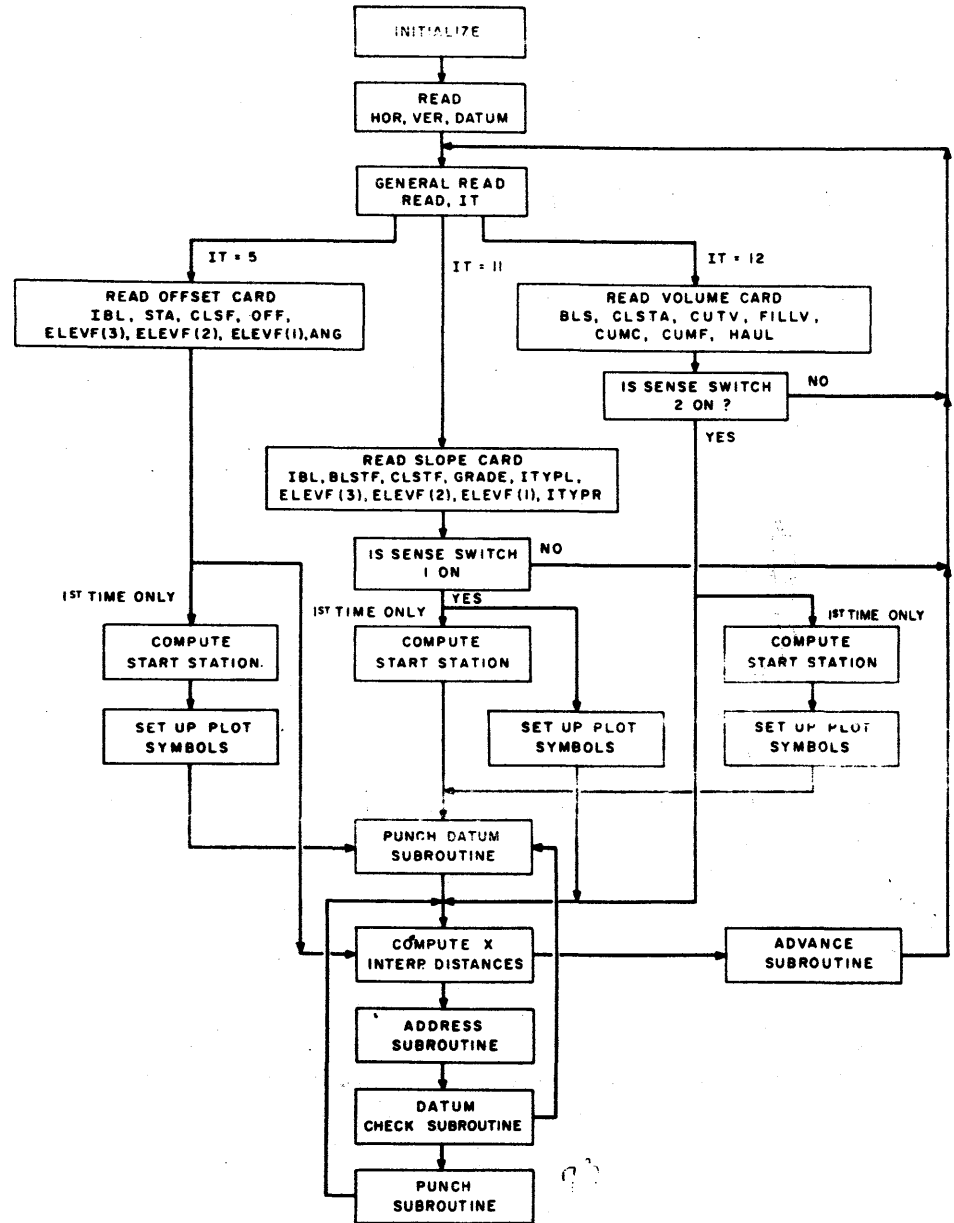 INITIALIZE
READ
HOR, VER, DATUM
GENERAL READ
READ, IT
IT = 5
IT = 11
IT = 12
READ OFFSET CARD
IBL, STA, CLSF, OFF,
ELEVF(3), ELEVF(2), ELEVF(1), ANG
READ VOLUME CARD
BLS, CLSTA, CUTV, FILLV,
CUMC, CUMF, HAUL
IS SENSE SWITCH
2 ON ?
NO
YES
READ SLOPE CARD
IBL, BLSTF, CLSTF, GRADE, ITYPL,
ELEVF(3), ELEVF(2), ELEVF(1), ITYPR
IS SENSE SWITCH
1 ON
NO
YES
1ST TIME ONLY
1ST TIME ONLY
1ST TIME ONLY
COMPUTE
START STATION.
COMPUTE
START STATION
COMPUTE
START STATION
SET UP PLOT
SYMBOLS
SET UP PLOT
SYMBOLS
SET UP PLOT
SYMBOLS
PUNCH DATUM
SUBROUTINE
COMPUTE X
INTERP. DISTANCES
ADVANCE
SUBROUTINE
ADDRESS
SUBROUTINE
DATUM
CHECK SUBROUTINE
PUNCH
SUBROUTINE